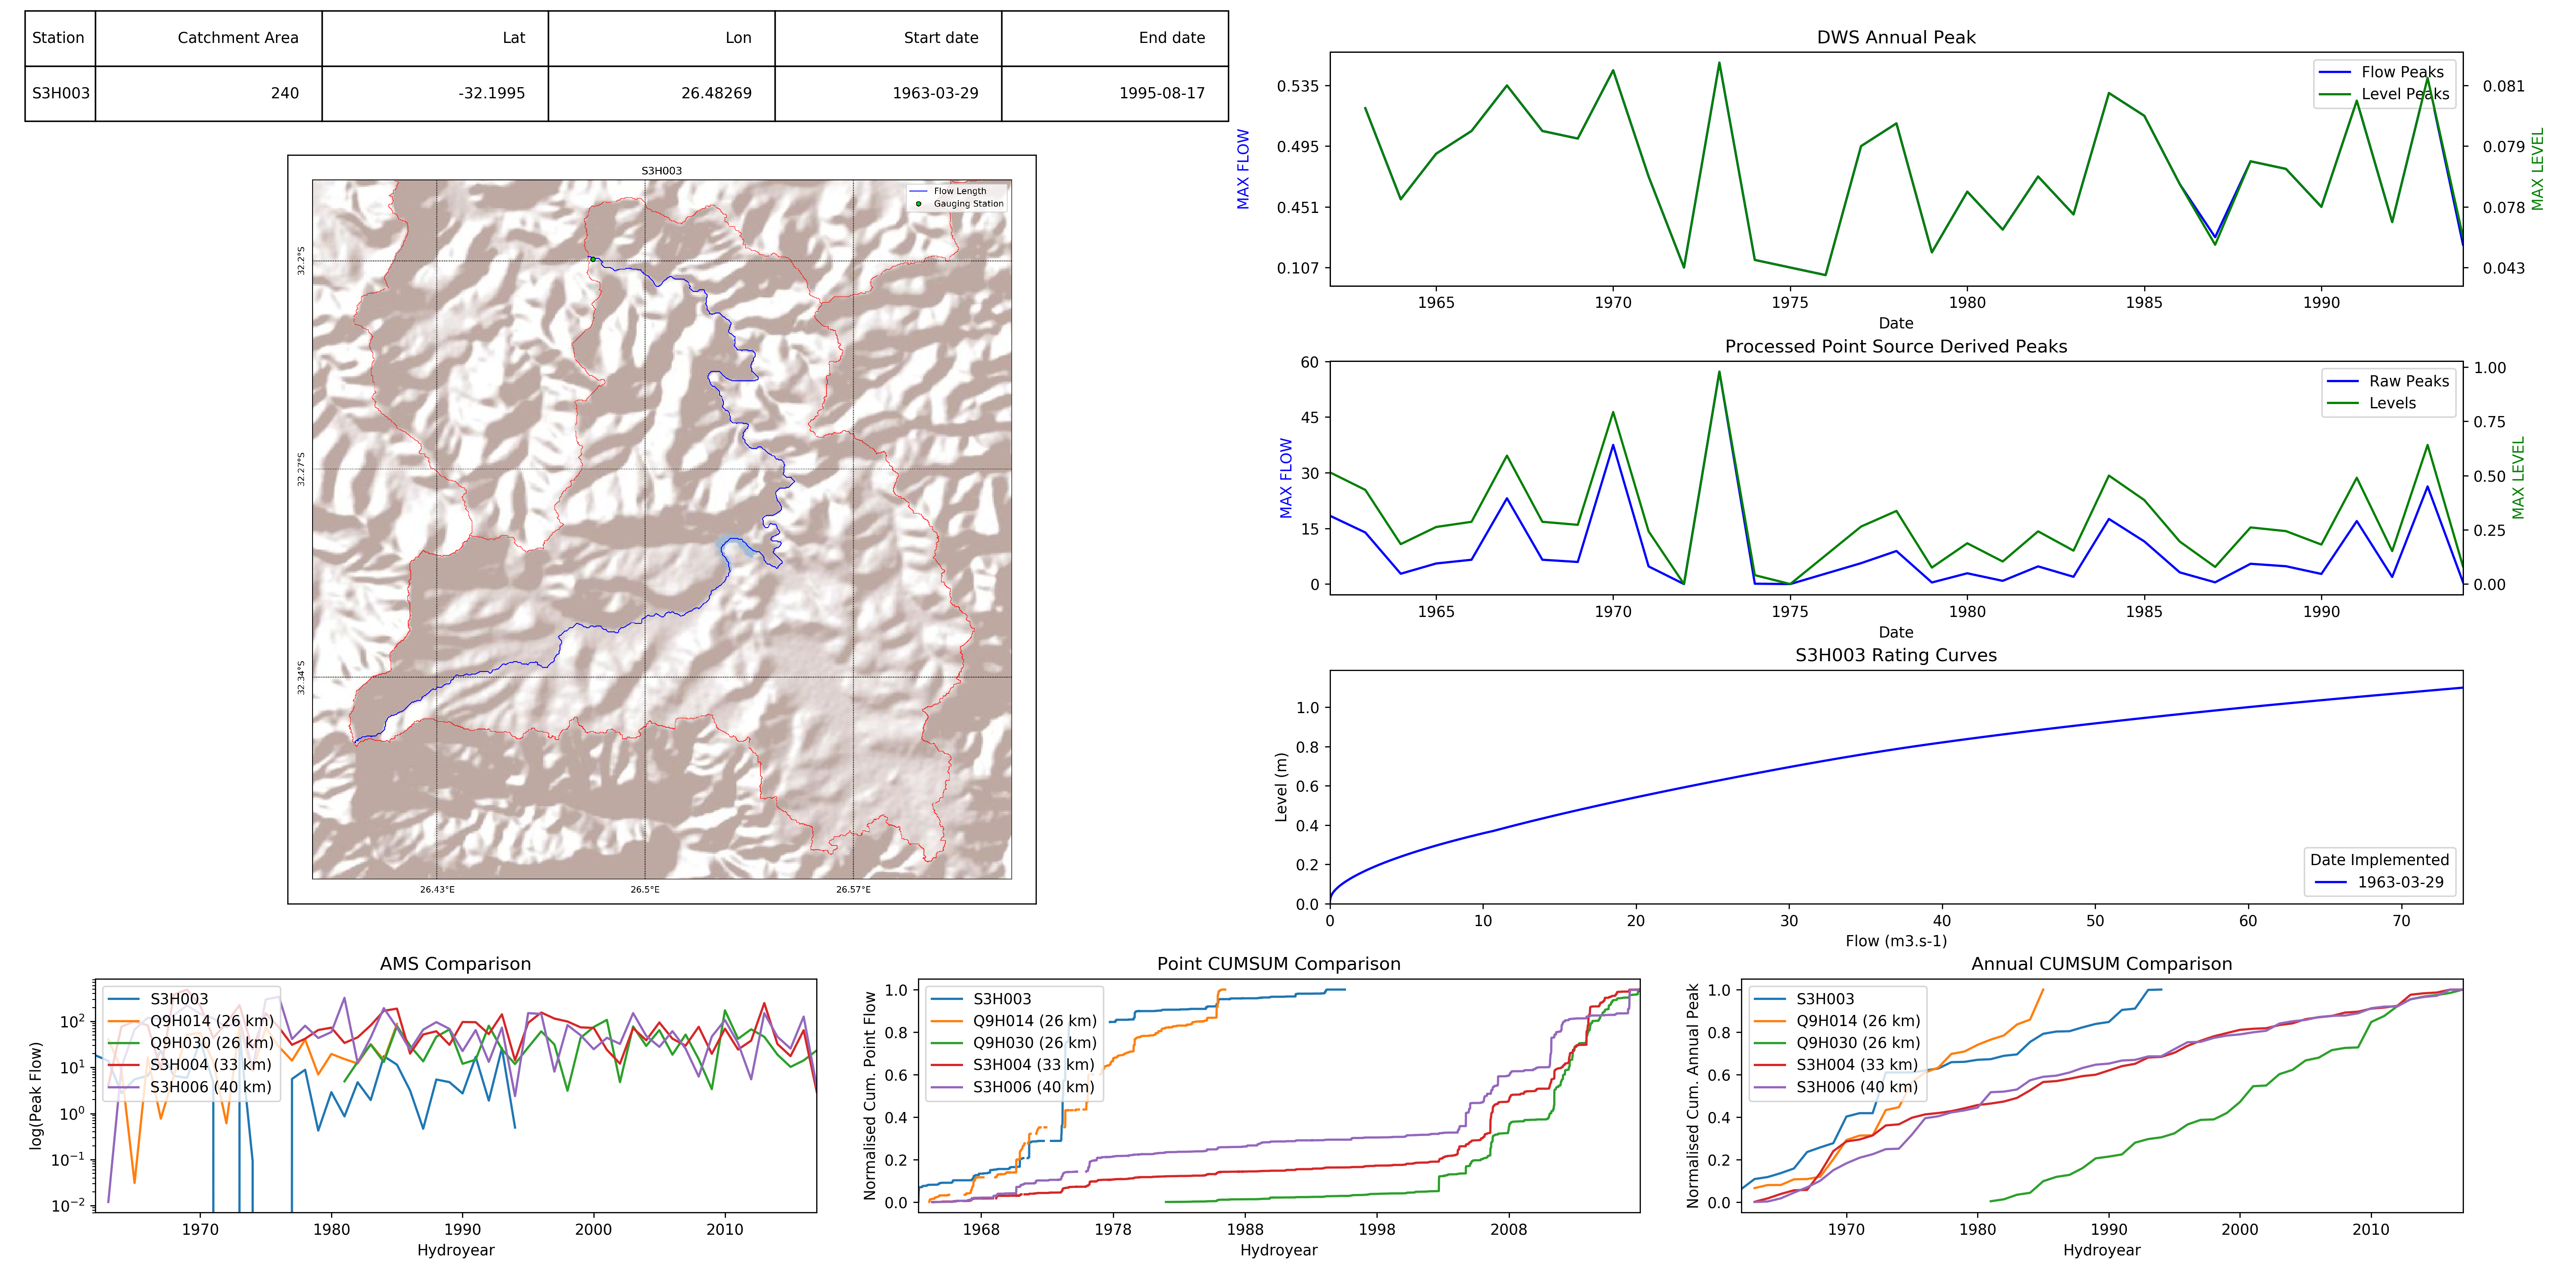 Station Catchment Area Lat Lon Start date End date
S3H003 240 -32.1995 26.48269 1963-03-29 1995-08-17
S3H003
Flow Length
Gauging Station
32.2°S
32.27°S
32.34°S
26.43°E 26.5°E 26.57°E
DWS Annual Peak
Flow Peaks
Level Peaks
MAX FLOW
0.535
0.495
0.451
0.107
0.081
0.079
0.078
0.043
MAX LEVEL
1965 1970 1975 1980 1985 1990
Date
Processed Point Source Derived Peaks
Raw Peaks
Levels
MAX FLOW
60
45
30
15
0
1.00
0.75
0.50
0.25
0.00
MAX LEVEL
1965 1970 1975 1980 1985 1990
Date
S3H003 Rating Curves
Level (m)
1.0
0.8
0.6
0.4
0.2
0.0
Date Implemented
1963-03-29
0 10 20 30 40 50 60 70
Flow (m3.s-1)
AMS Comparison
S3H003
Q9H014 (26 km)
Q9H030 (26 km)
S3H004 (33 km)
S3H006 (40 km)
log(Peak Flow)
10²
10¹
10⁰
10⁻¹
10⁻²
1970 1980 1990 2000 2010
Hydroyear
Point CUMSUM Comparison
S3H003
Q9H014 (26 km)
Q9H030 (26 km)
S3H004 (33 km)
S3H006 (40 km)
Normalised Cum. Point Flow
1.0
0.8
0.6
0.4
0.2
0.0
1968 1978 1988 1998 2008
Hydroyear
Annual CUMSUM Comparison
S3H003
Q9H014 (26 km)
Q9H030 (26 km)
S3H004 (33 km)
S3H006 (40 km)
Normalised Cum. Annual Peak
1.0
0.8
0.6
0.4
0.2
0.0
1970 1980 1990 2000 2010
Hydroyear